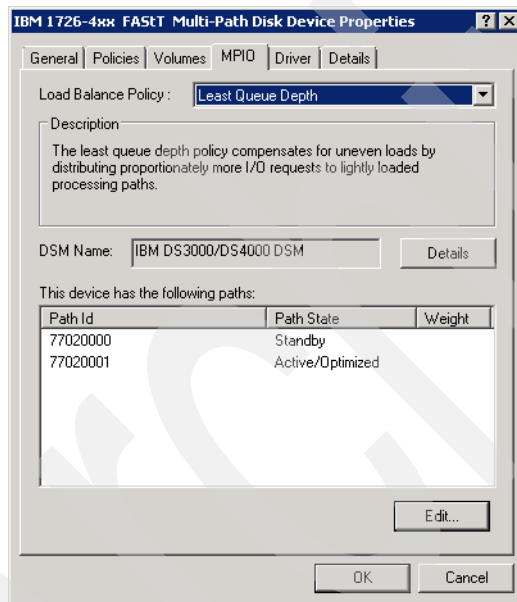 IBM 1726-4xx FAStT Multi-Path Disk Device Properties
General Policies Volumes MPIO Driver Details
Load Balance Policy : Least Queue Depth
Description
The least queue depth policy compensates for uneven loads by
distributing proportionately more I/O requests to lightly loaded
processing paths.
DSM Name: IBM DS3000/DS4000 DSM Details
This device has the following paths:
Path Id Path State Weight
77020000 Standby
77020001 Active/Optimized
Edit...
OK Cancel